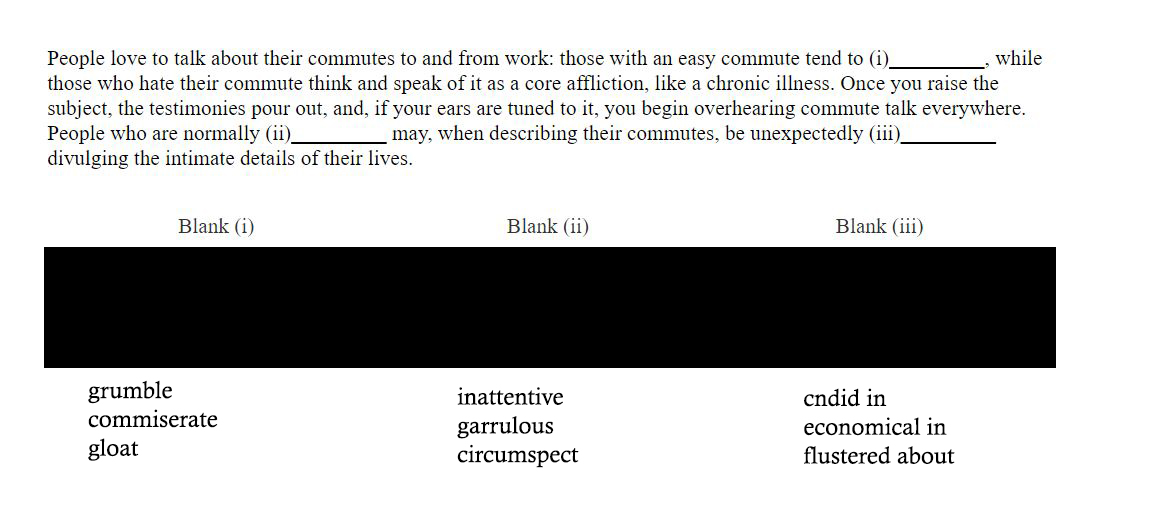 People love to talk about their commutes to and from work: those with an easy commute tend to (i)__________, while
those who hate their commute think and speak of it as a core affliction, like a chronic illness. Once you raise the
subject, the testimonies pour out, and, if your ears are tuned to it, you begin overhearing commute talk everywhere.
People who are normally (ii)__________ may, when describing their commutes, be unexpectedly (iii)__________
divulging the intimate details of their lives.
Blank (i) Blank (ii) Blank (iii)
grumble inattentive cndid in
commiserate garrulous economical in
gloat circumspect flustered about